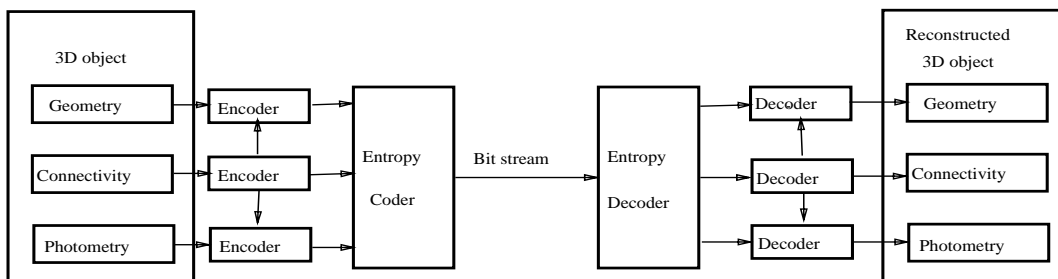 3D object
Geometry
Connectivity
Photometry
Encoder
Encoder
Encoder
Entropy
Coder
Bit stream
Entropy
Decoder
Decoder
Decoder
Decoder
Reconstructed
3D object
Geometry
Connectivity
Photometry